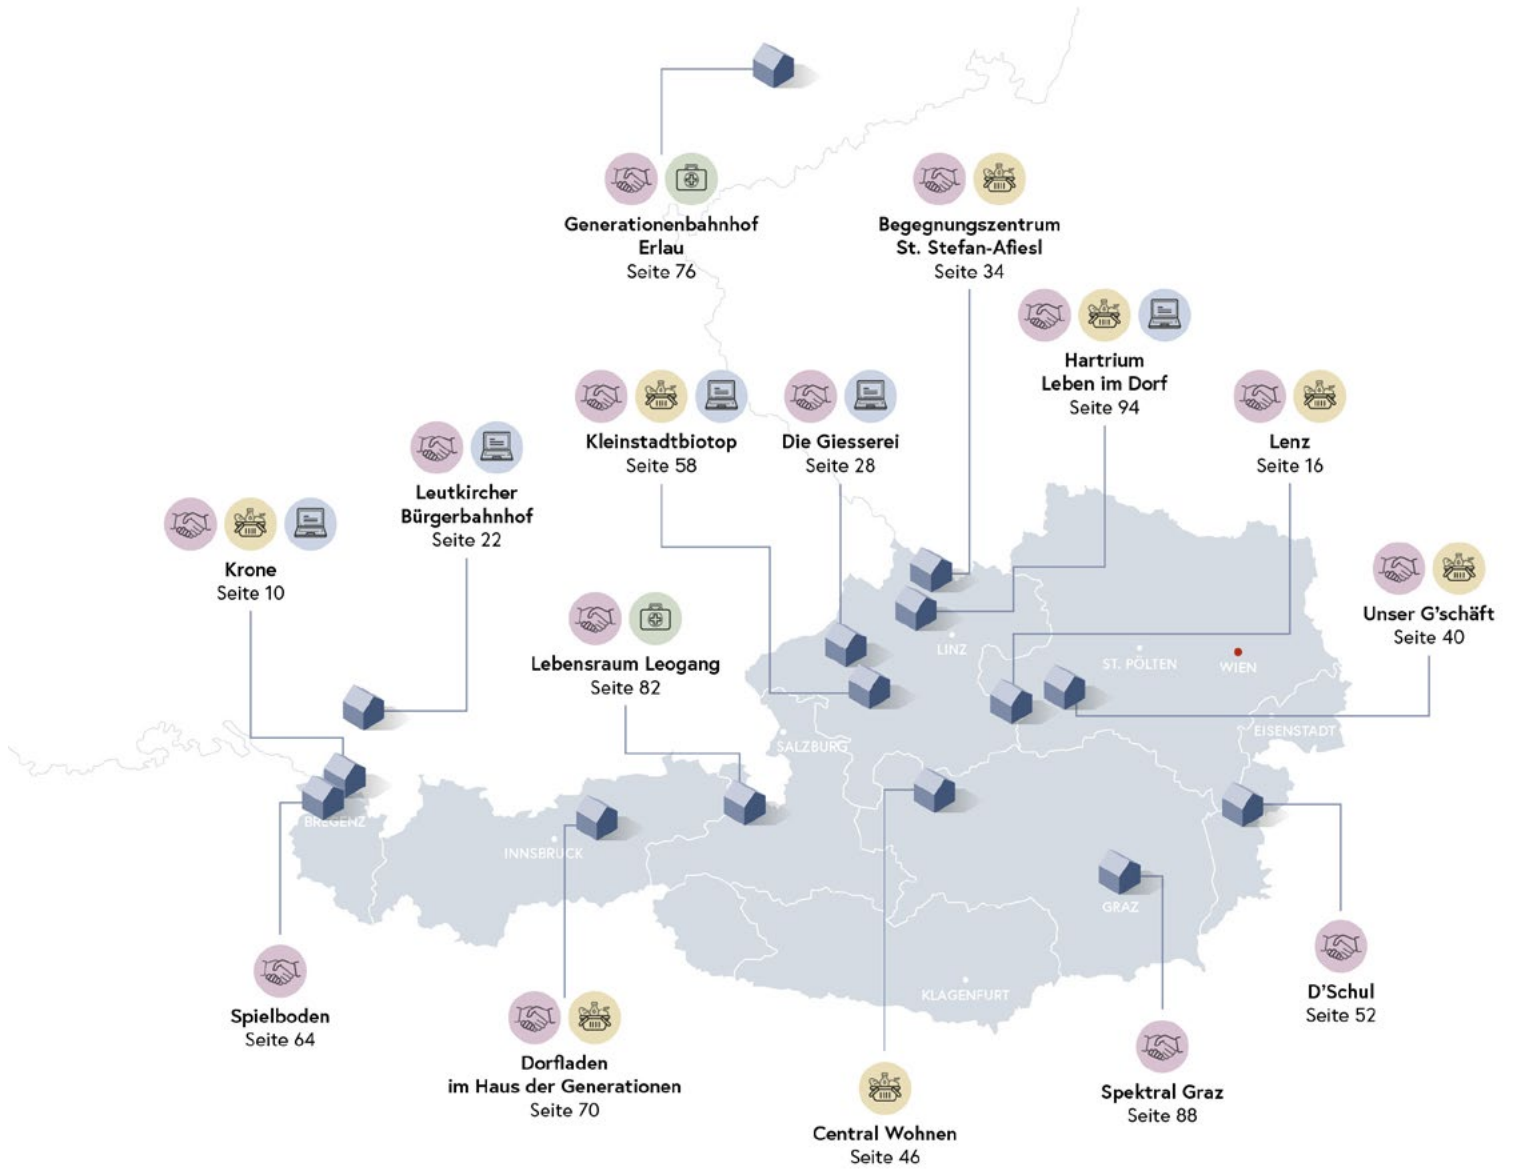 Generationenbahnhof
Erlau
Seite 76
Begegnungszentrum
St. Stefan-Afiesl
Seite 34
Hartrium
Leben im Dorf
Seite 94
Kleinstadtbiotop
Seite 58
Die Giesserei
Seite 28
Lenz
Seite 16
Leutkircher
Bürgerbahnhof
Seite 22
Krone
Seite 10
Unser G'schäft
Seite 40
Lebensraum Leogang
Seite 82
LINZ
ST. PÖLTEN
WIEN
EISENSTADT
SALZBURG
BREGENZ
INNSBRUCK
GRAZ
KLAGENFURT
D'Schul
Seite 52
Spielboden
Seite 64
Dorfladen
im Haus der Generationen
Seite 70
Spektral Graz
Seite 88
Central Wohnen
Seite 46